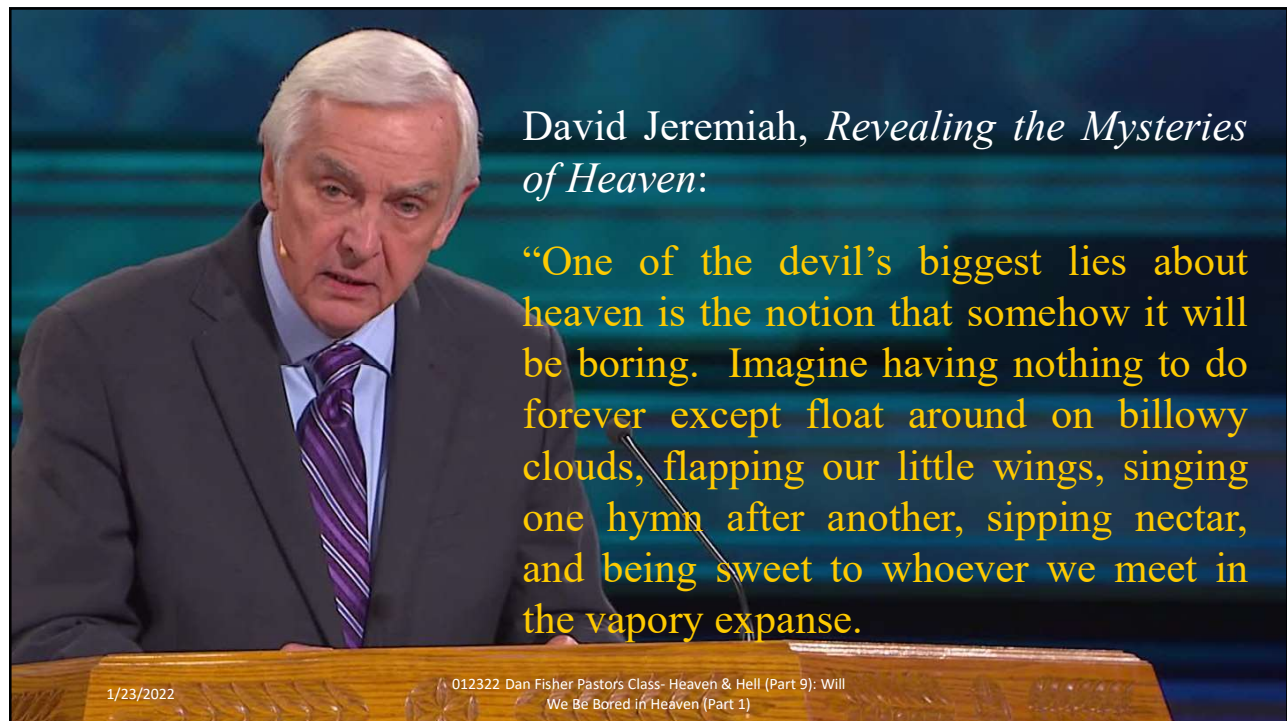 David Jeremiah, Revealing the Mysteries
of Heaven:
“One of the devil’s biggest lies about
heaven is the notion that somehow it will
be boring.  Imagine having nothing to do
forever except float around on billowy
clouds, flapping our little wings, singing
one hymn after another, sipping nectar,
and being sweet to whoever we meet in
the vapory expanse.
1/23/2022
012322 Dan Fisher Pastors Class- Heaven & Hell (Part 9): Will
We Be Bored in Heaven (Part 1)